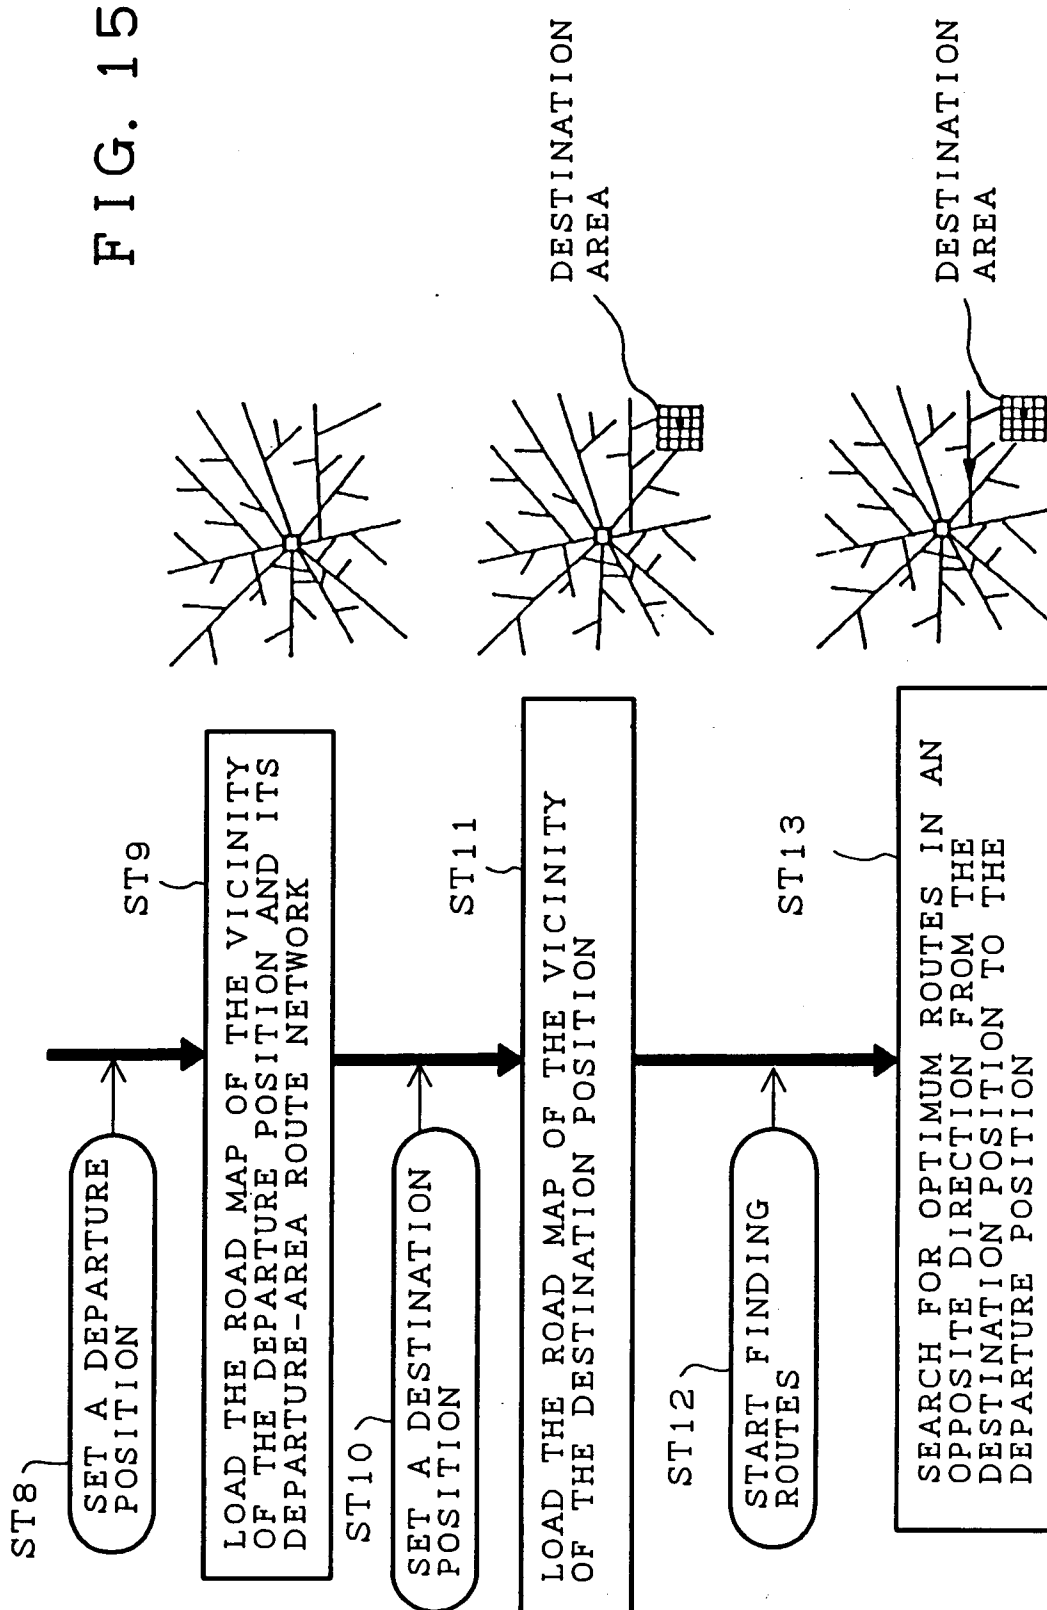 FIG. 15
ST8
SET A DEPARTURE
POSITION
ST9
LOAD THE ROAD MAP OF THE VICINITY
OF THE DEPARTURE POSITION AND ITS
DEPARTURE-AREA ROUTE NETWORK
ST10
SET A DESTINATION
POSITION
ST11
LOAD THE ROAD MAP OF THE VICINITY
OF THE DESTINATION POSITION
DESTINATION
AREA
ST12
START FINDING
ROUTES
ST13
SEARCH FOR OPTIMUM ROUTES IN AN
OPPOSITE DIRECTION FROM THE
DESTINATION POSITION TO THE
DEPARTURE POSITION
DESTINATION
AREA